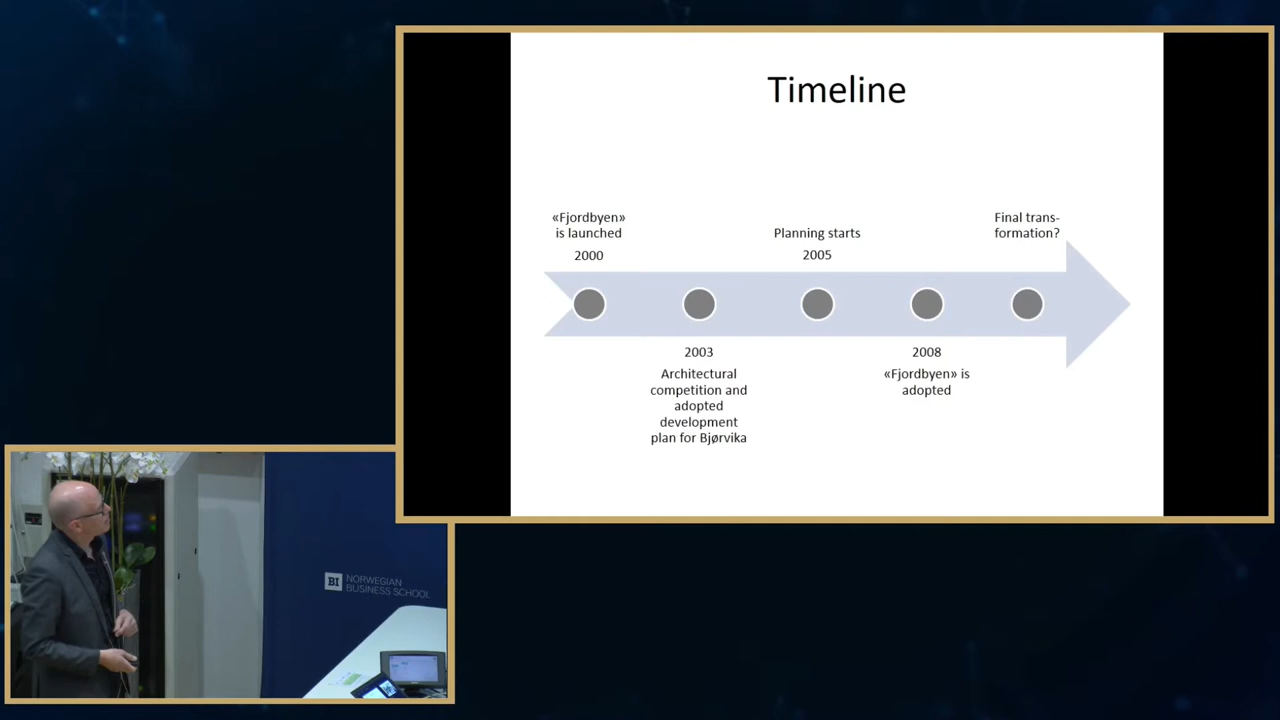 Timeline
«Fjordbyen»
is launched
2000
Planning starts
2005
Final trans-
formation?
2003
Architectural
competition and
adopted
development
plan for Bjørvika
2008
«Fjordbyen» is
adopted
BI NORWEGIAN
BUSINESS SCHOOL